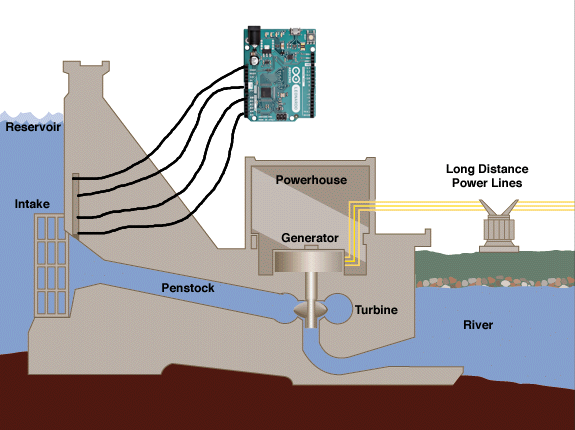 Reservoir
Intake
Powerhouse
Long Distance
Power Lines
Generator
Penstock
Turbine
River